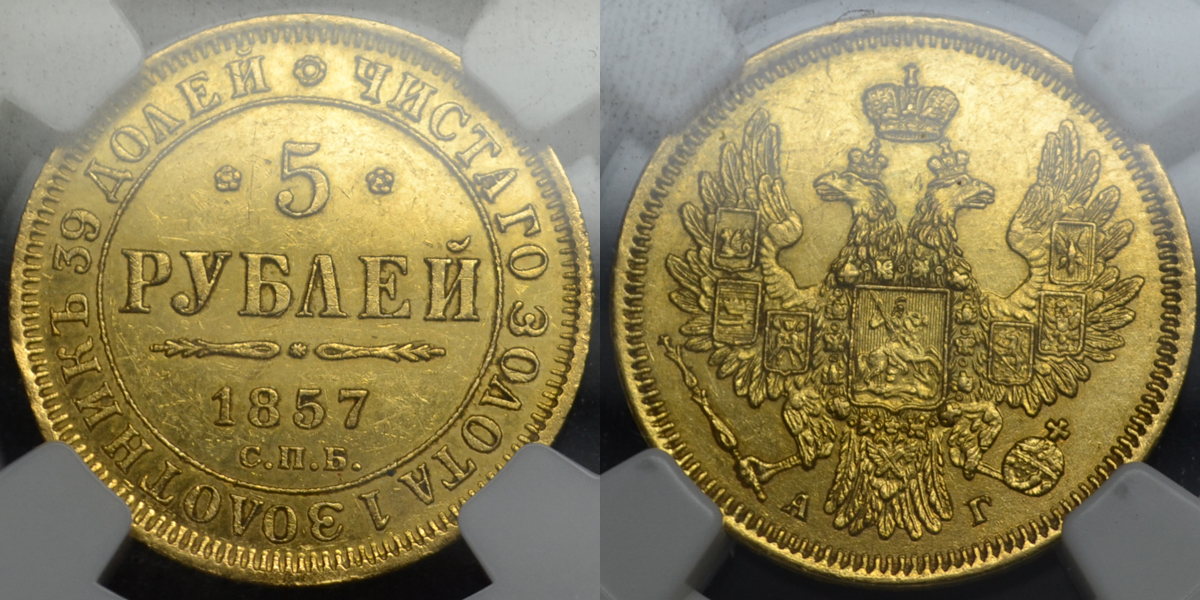 ЧИСТАГО ЗОЛОТА 1 ЗОЛОТНИКЪ 39 ДОЛЕЙ
5
РУБЛЕЙ
1857
С.П.Б.
А Г